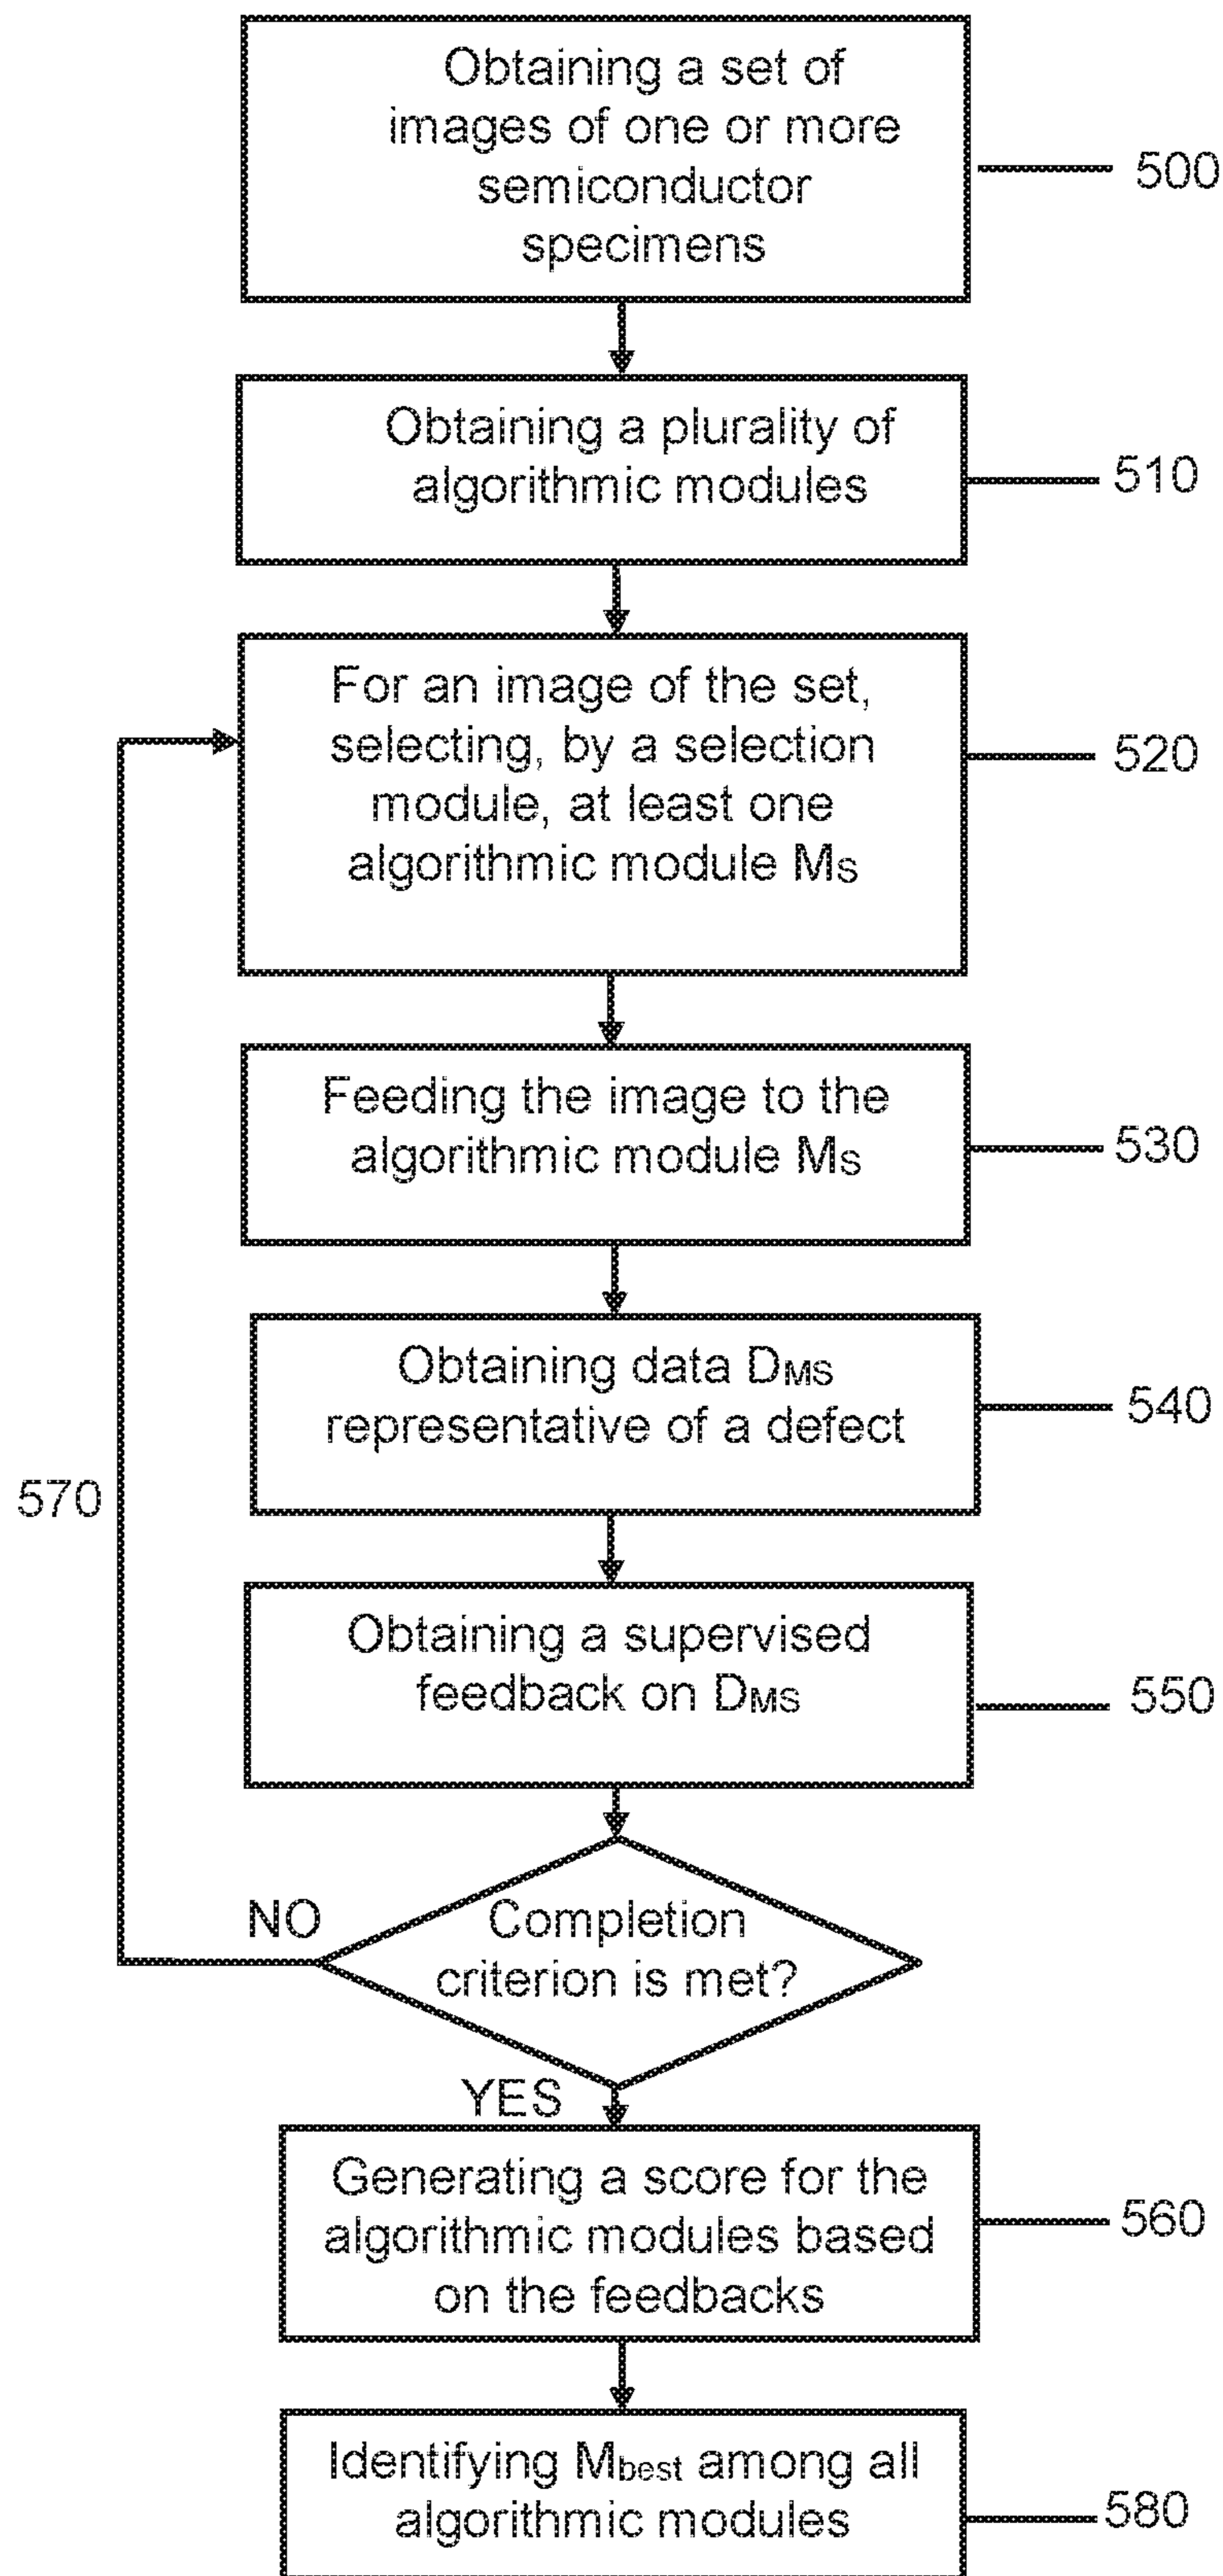 Obtaining a set of
images of one or more
semiconductor
specimens
500
Obtaining a plurality of
algorithmic modules
510
For an image of the set,
selecting, by a selection
module, at least one
algorithmic module MS
520
Feeding the image to the
algorithmic module MS
530
Obtaining data DMS
representative of a defect
540
570
Obtaining a supervised
feedback on DMS
550
NO
Completion
criterion is met?
YES
Generating a score for the
algorithmic modules based
on the feedbacks
560
Identifying Mbest among all
algorithmic modules
580